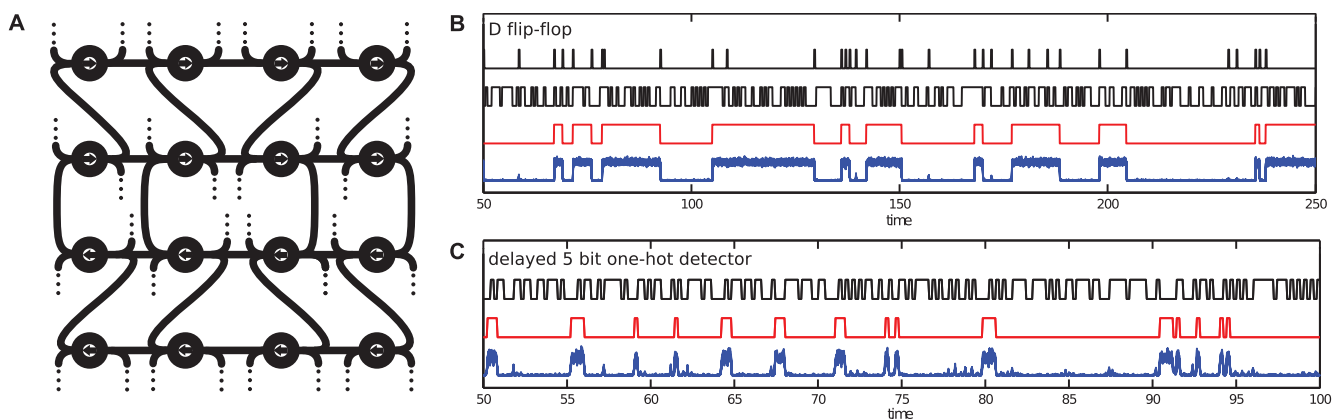 A
B
D flip-flop
50 100 150 200 250
time
C
delayed 5 bit one-hot detector
50 55 60 65 70 75 80 85 90 95 100
time